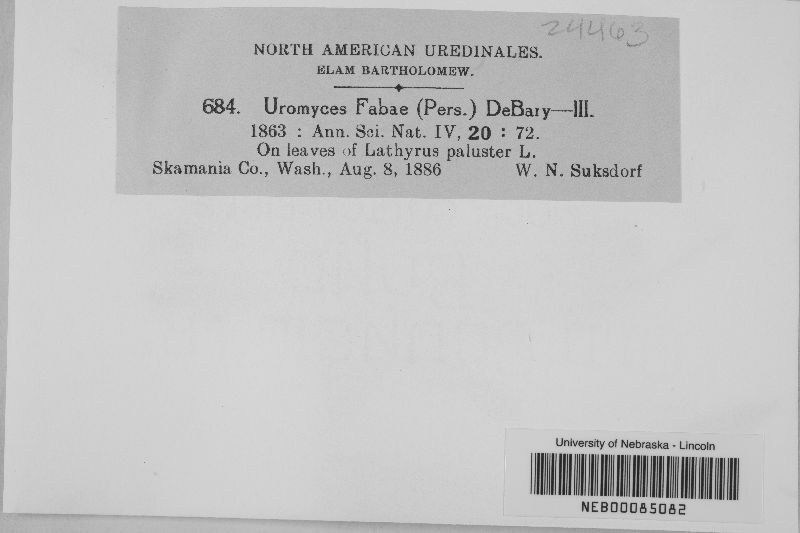 24463
NORTH AMERICAN UREDINALES.
ELAM BARTHOLOMEW.
684. Uromyces Fabae (Pers.) DeBary—III.
1863 : Ann. Sci. Nat. IV, 20 : 72.
On leaves of Lathyrus paluster L.
Skamania Co., Wash., Aug. 8, 1886 W. N. Suksdorf
University of Nebraska - Lincoln
NEB00085082